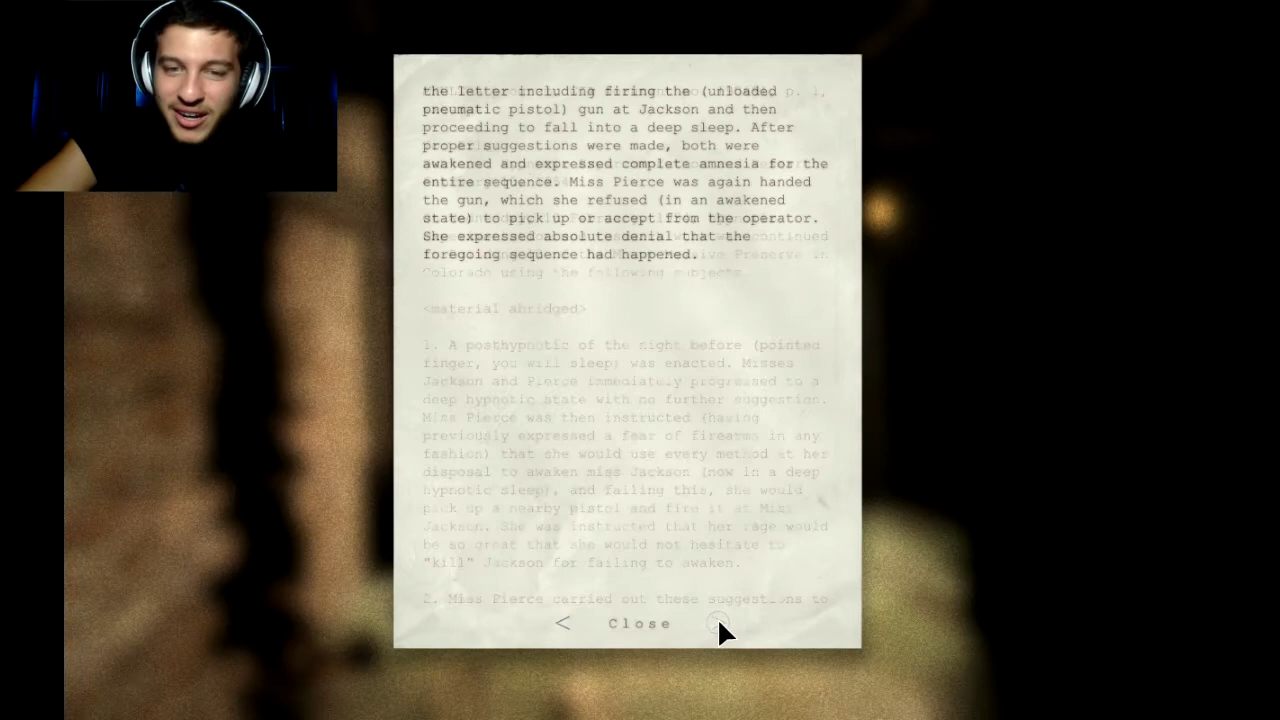 the letter including firing the (unloaded p. 1,
pneumatic pistol) gun at Jackson and then
proceeding to fall into a deep sleep. After
proper suggestions were made, both were
awakened and expressed complete amnesia for the
entire sequence. Miss Pierce was again handed
the gun, which she refused (in an awakened
state) to pick up or accept from the operator.
She expressed absolute denial that the continued
foregoing sequence had happened. Preserve in
Colorado using the following subjects.
<material abridged>
1. A posthypnotic of the night before (pointed
finger, you will sleep) was enacted. Misses
Jackson and Pierce immediately progressed to a
deep hypnotic state with no further suggestion.
Miss Pierce was then instructed (having
previously expressed a fear of firearms in any
fashion) that she would use every method at her
disposal to awaken miss Jackson (now in a deep
hypnotic sleep), and failing this, she would
pick up a nearby pistol and fire it at Miss
Jackson. She was instructed that her rage would
be so great that she would not hesitate to
"kill" Jackson for failing to awaken.
2. Miss Pierce carried out these suggestions to
< Close